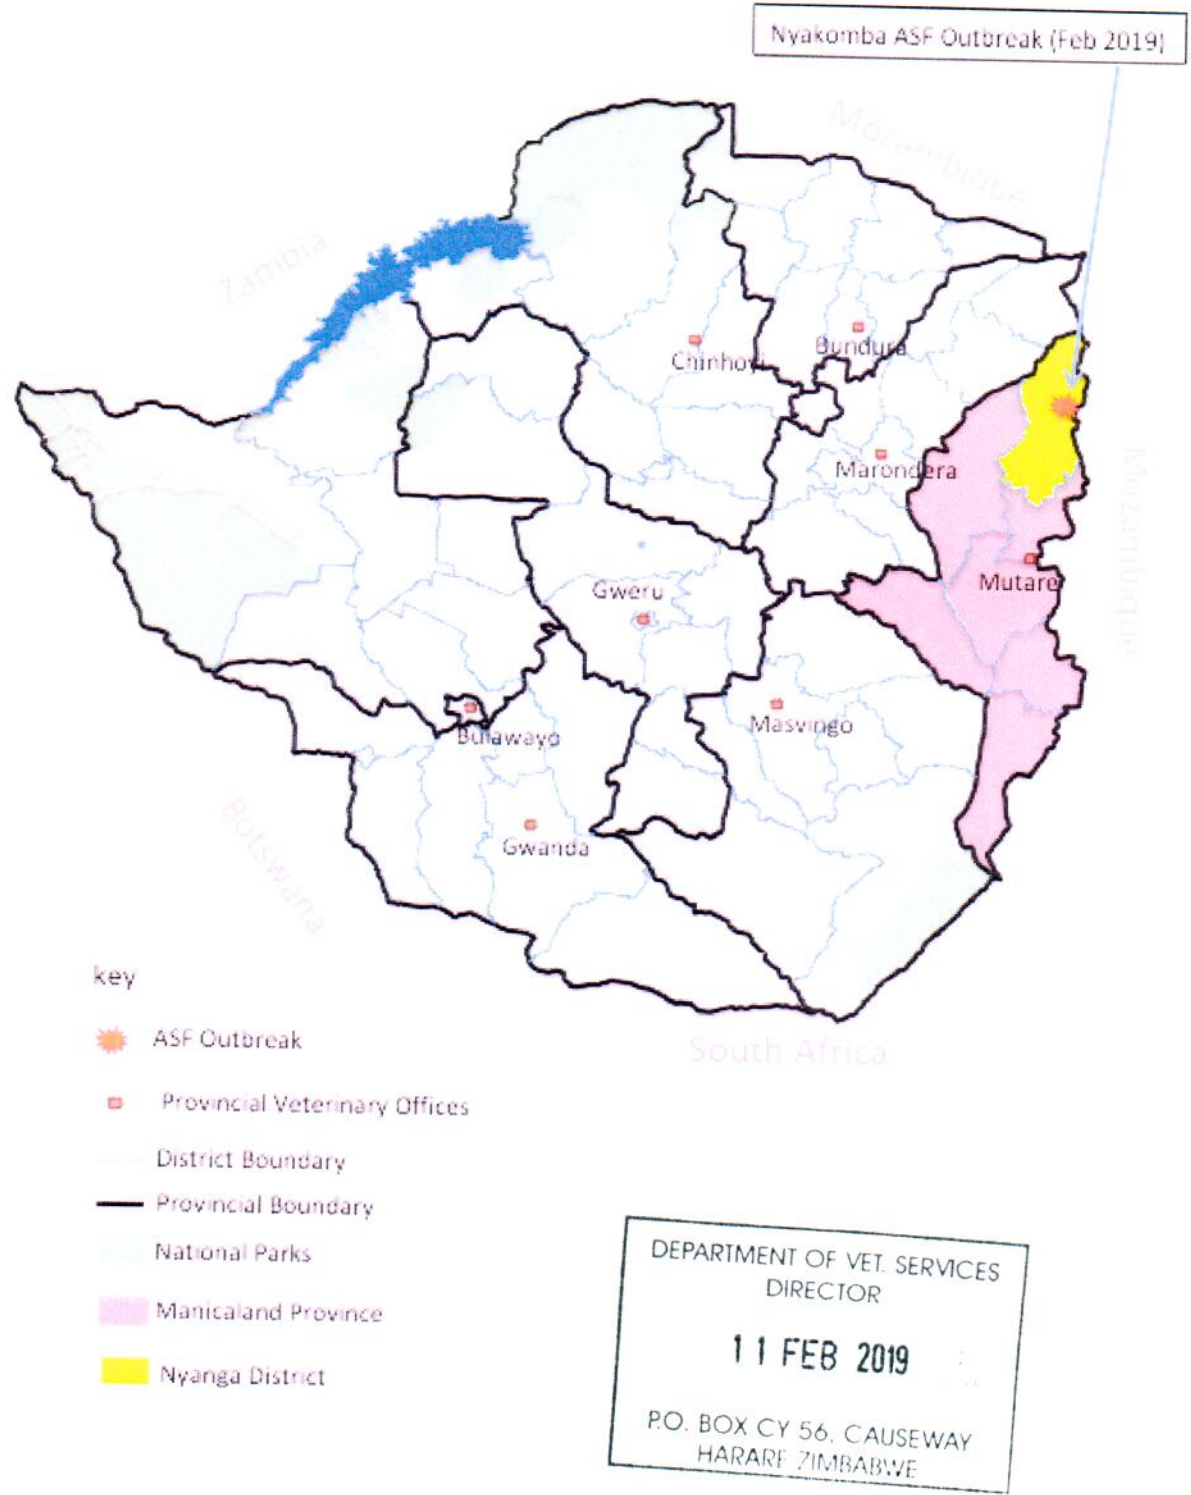 Nyakomba ASF Outbreak (Feb 2019)
Mozambique
Zambia
Chinhoyi
Bundura
Marondera
Mozambique
Mutare
Gweru
Masvingo
Bulawayo
Gwanda
Botswana
South Africa
key
ASF Outbreak
Provincial Veterinary Offices
District Boundary
Provincial Boundary
National Parks
Manicaland Province
Nyanga District
DEPARTMENT OF VET. SERVICES
DIRECTOR
11 FEB 2019
P.O. BOX CY 56, CAUSEWAY
HARARE ZIMBABWE